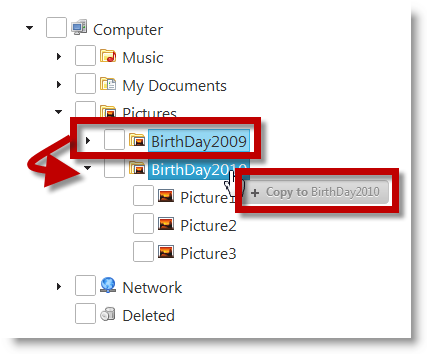 Computer
Music
My Documents
Pictures
BirthDay2009
BirthDay2010
Picture1
+ Copy to BirthDay2010
Picture2
Picture3
Network
Deleted